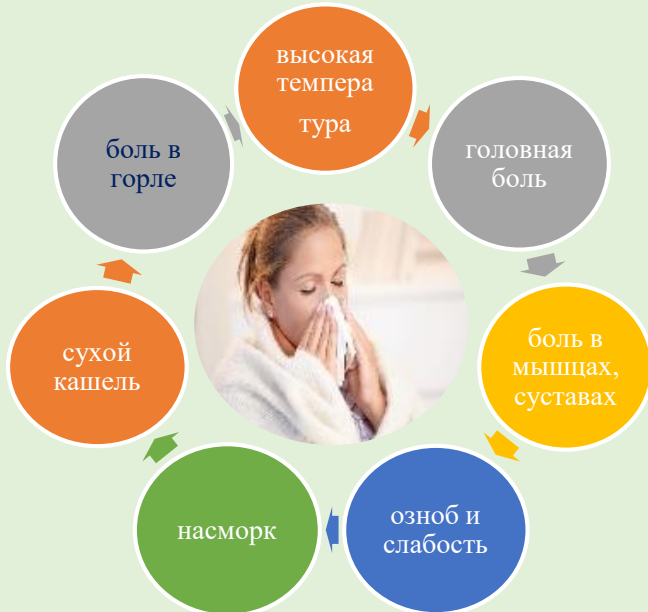 высокая
темпера
тура
головная
боль
боль в
мышцах,
суставах
озноб и
слабость
насморк
сухой
кашель
боль в
горле